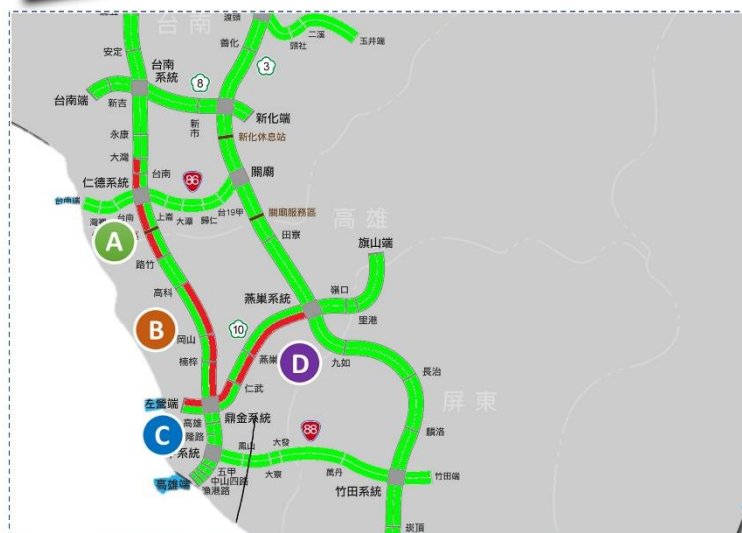 渡頭
台南
二溪
頭社
玉井端
善化
安定
3
台南
系統
8
台南端
新吉
新市
新化端
永康
新化休息站
大灣
台南
關廟
仁德系統
86
台南端
灣裡
台南
上崙
大潭
歸仁
台19甲
關廟服務區
高雄
A
田寮
旗山端
路竹
高科
燕巢系統
嶺口
里港
B
岡山
10
燕巢
D
九如
楠梓
長治
仁武
屏東
左營端
鼎金系統
高雄
88
C
隆路
鳳山
大發
麟洛
系統
五甲
大寮
萬丹
竹田端
中山四路
高雄端
漁港路
竹田系統
崁頂